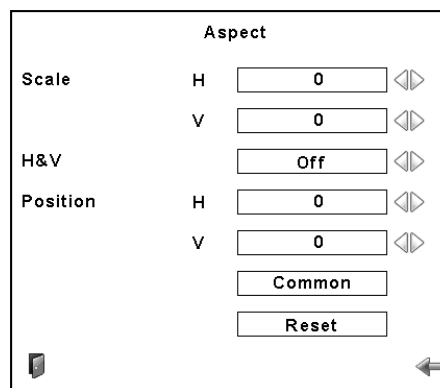 Aspect
Scale H 0
V 0
H&V Off
Position H 0
V 0
Common
Reset